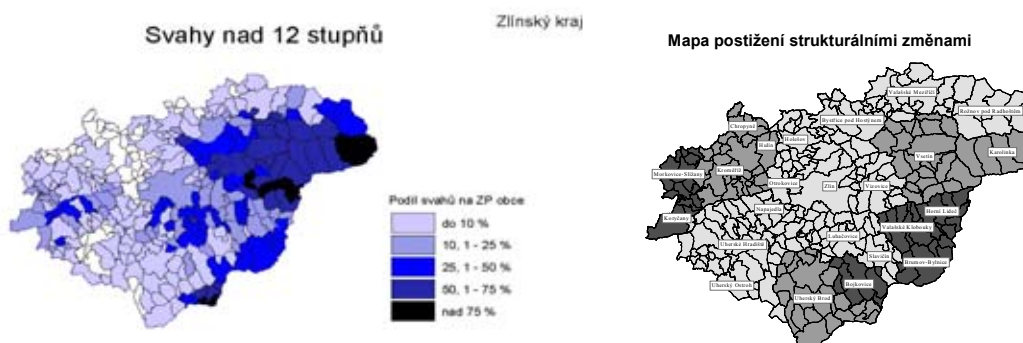 Svahy nad 12 stupňů
Zlínský kraj
Podíl svahů na ZP obce
do 10 %
10, 1 - 25 %
25, 1 - 50 %
50, 1 - 75 %
nad 75 %
Mapa postižení strukturálními změnami
Valašské Meziříčí
Rožnov pod Radhoštěm
Bystřice pod Hostýnem
Chropyně
Holešov
Hulín
Vsetín
Karolinka
Morkovice-Slížany
Kroměříž
Otrokovice
Zlín
Vizovice
Napajedla
Horní Lideč
Koryčany
Valašské Klobouky
Luhačovice
Uherské Hradiště
Slavičín
Brumov-Bylnice
Uherský Ostroh
Bojkovice
Uherský Brod